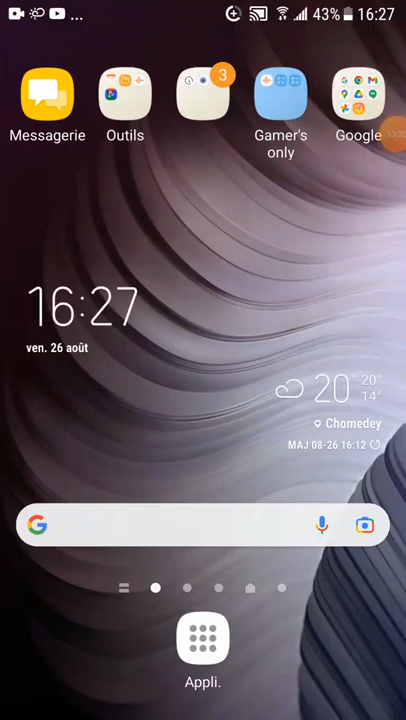 ... 43% 16:27
3
Messagerie Outils Gamer's only Google
16:27
ven. 26 août
20° 20°
14°
Chomedey
MAJ 08-26 16:12
G
Appli.